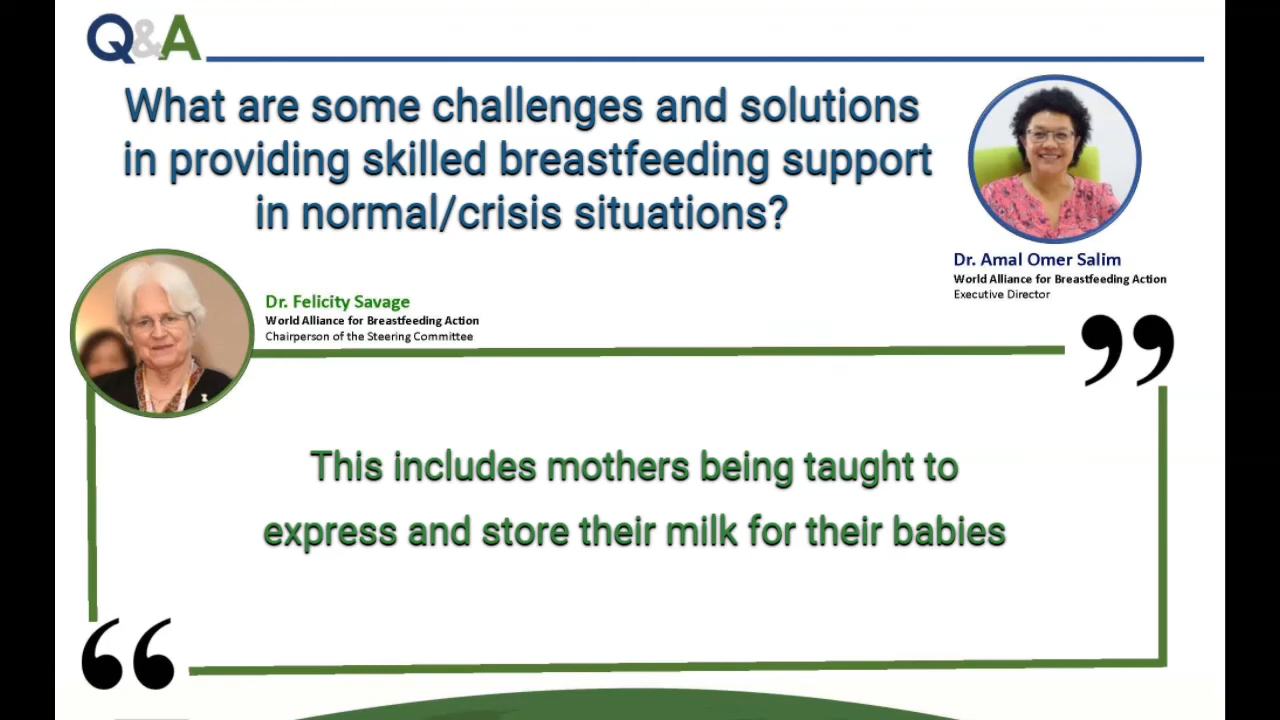 Q&A
What are some challenges and solutions
in providing skilled breastfeeding support
in normal/crisis situations?
Dr. Amal Omer Salim
World Alliance for Breastfeeding Action
Executive Director
Dr. Felicity Savage
World Alliance for Breastfeeding Action
Chairperson of the Steering Committee
This includes mothers being taught to
express and store their milk for their babies